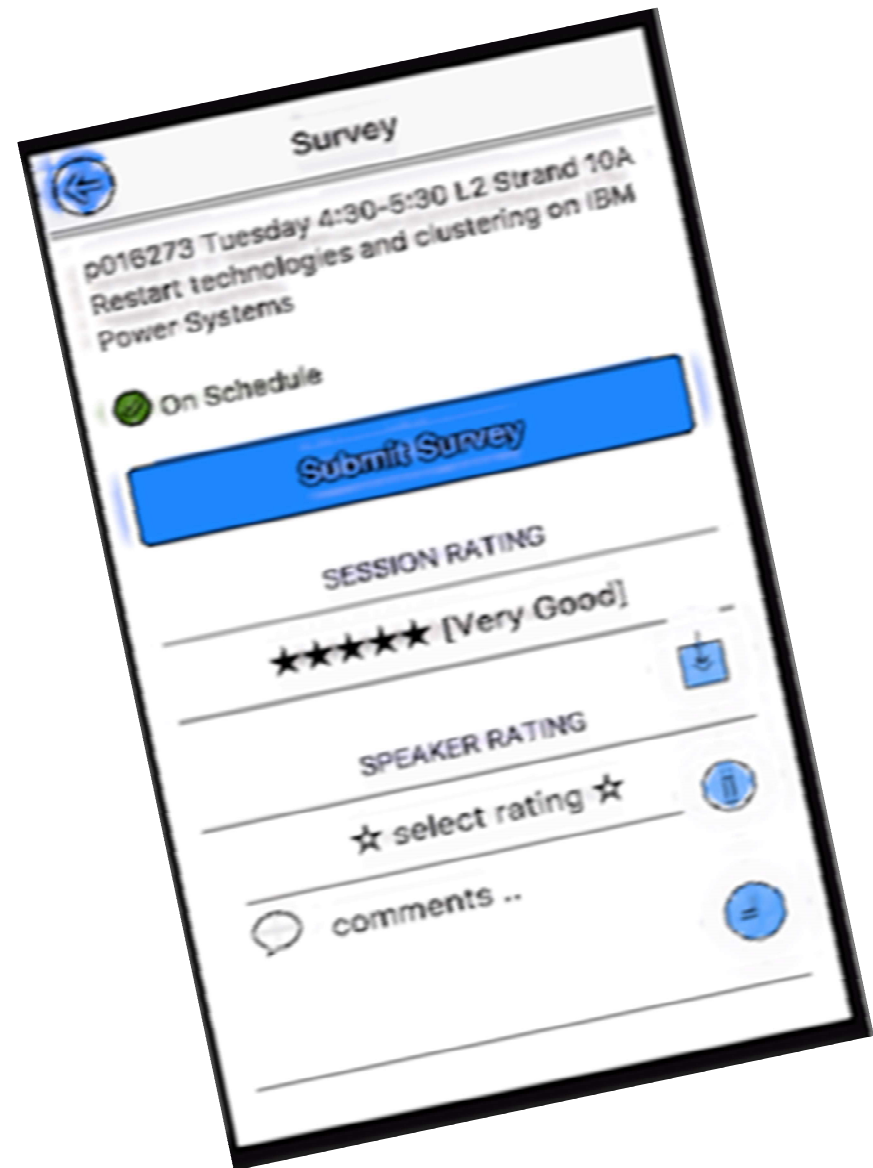 Survey
p016273 Tuesday 4:30-5:30 L2 Strand 10A
Restart technologies and clustering on IBM
Power Systems
On Schedule
Submit Survey
SESSION RATING
★★★★★ [Very Good]
SPEAKER RATING
☆ select rating ☆
comments ..